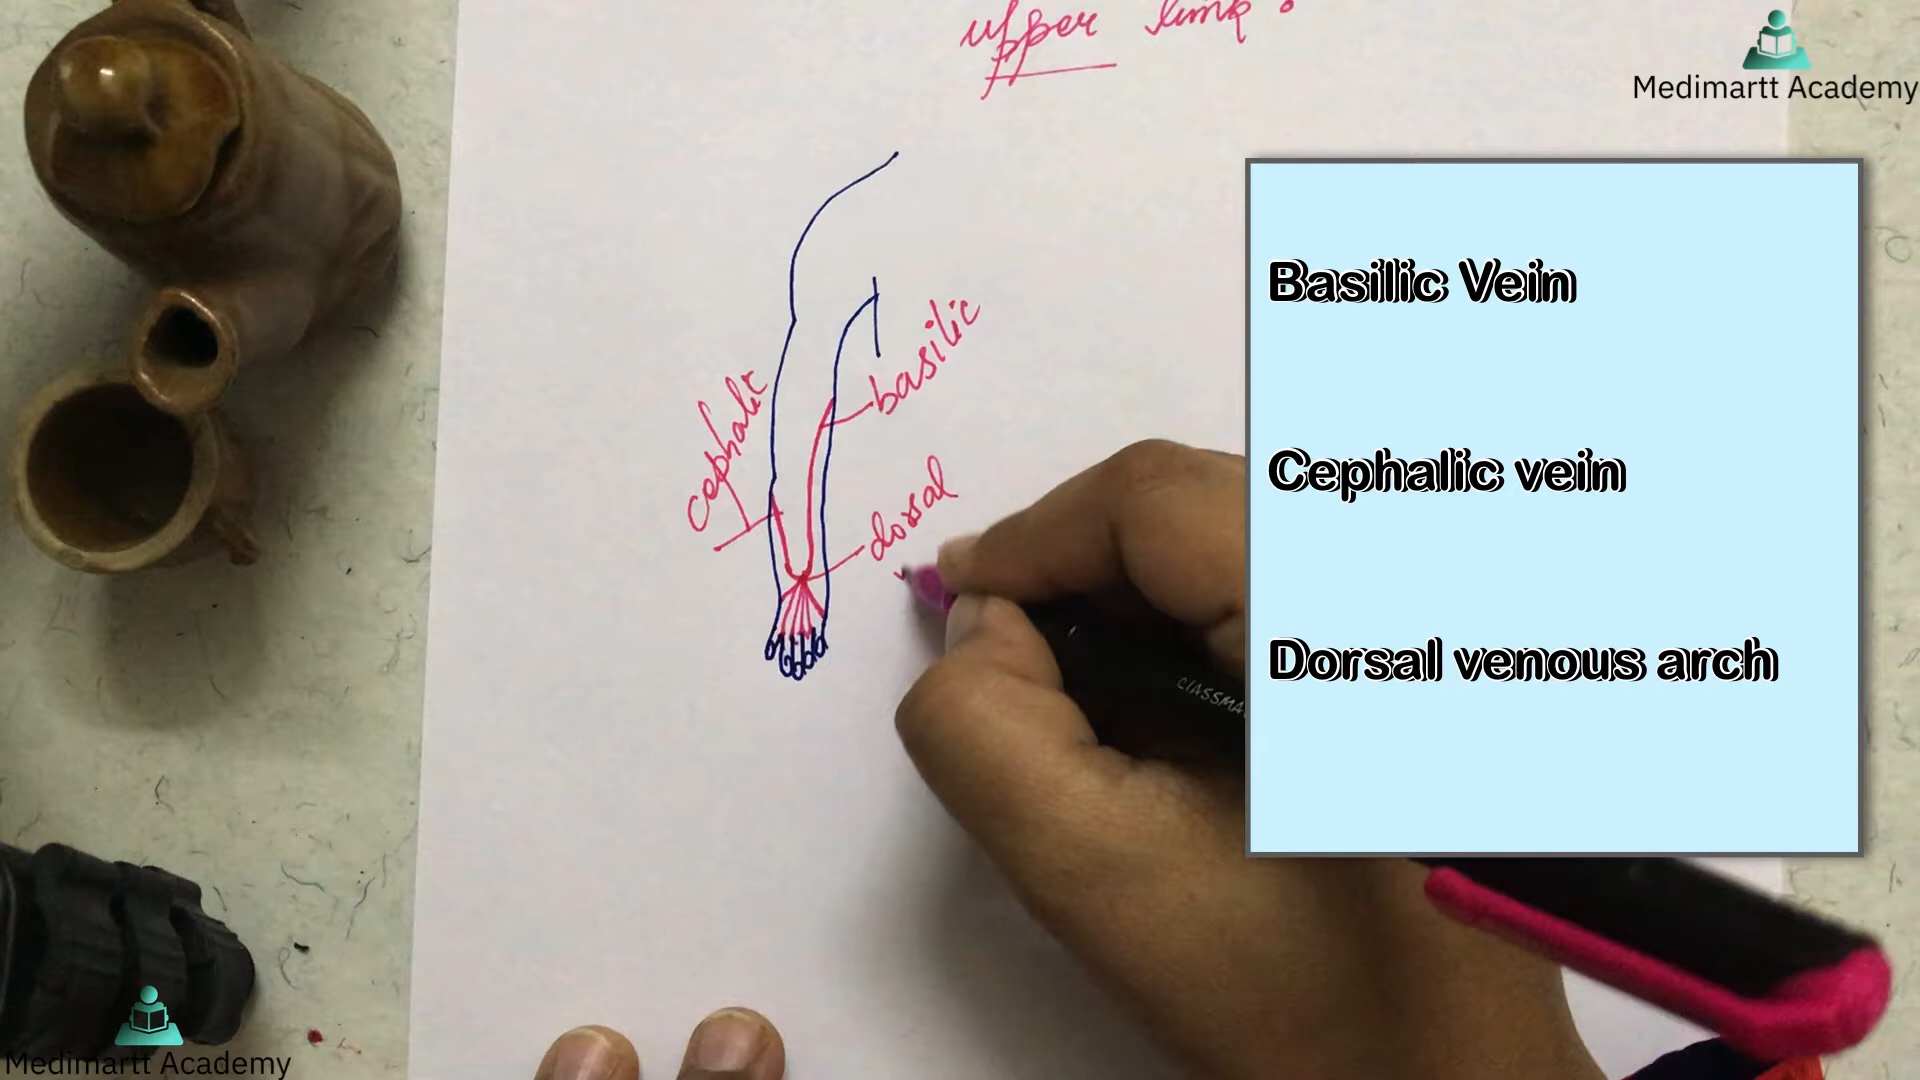 upper limb.
Medimartt Academy
Basilic Vein
Cephalic vein
Dorsal venous arch
cephalic
basilic
dorsal
Medimartt Academy